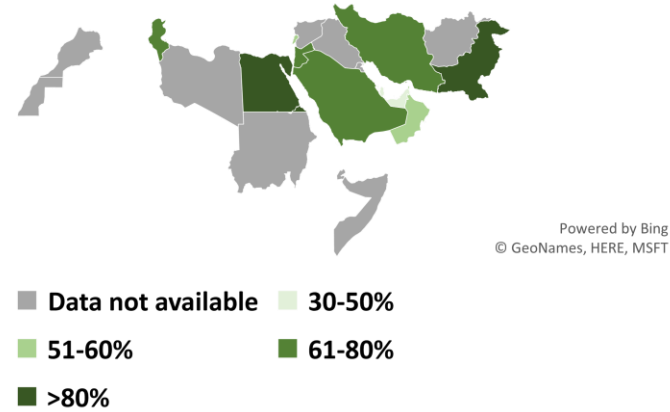 Powered by Bing
© GeoNames, HERE, MSFT
Data not available
30-50%
51-60%
61-80%
>80%